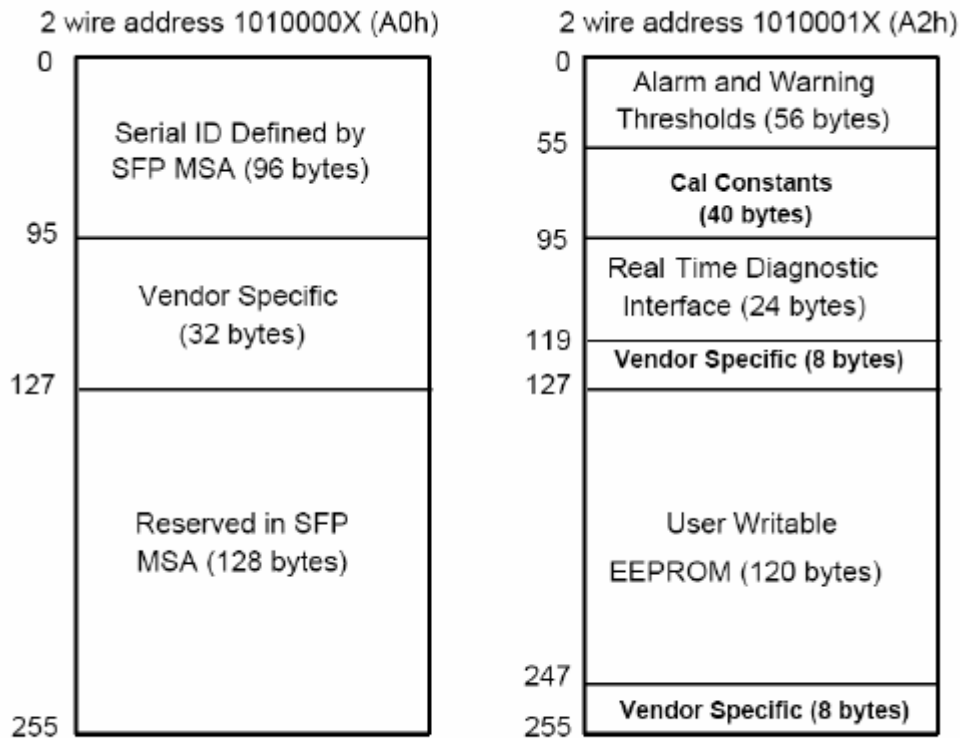 2 wire address 1010000X (A0h)
0
Serial ID Defined by
SFP MSA (96 bytes)
95
Vendor Specific
(32 bytes)
127
Reserved in SFP
MSA (128 bytes)
255
2 wire address 1010001X (A2h)
0
Alarm and Warning
Thresholds (56 bytes)
55
Cal Constants
(40 bytes)
95
Real Time Diagnostic
Interface (24 bytes)
119
Vendor Specific (8 bytes)
127
User Writable
EEPROM (120 bytes)
247
Vendor Specific (8 bytes)
255